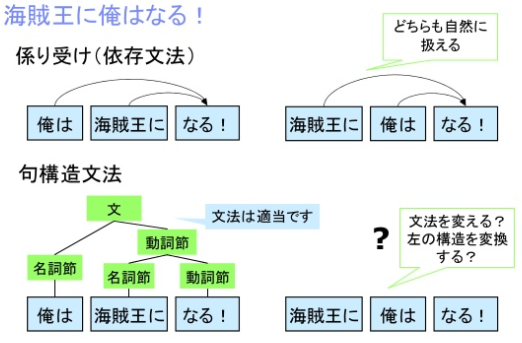 海賊王に俺はなる！
どちらも自然に
扱える
係り受け（依存文法）
俺は 海賊王に なる！
海賊王に 俺は なる！
句構造文法
文
文法は適当です
動詞節
名詞節
名詞節 動詞節
俺は 海賊王に なる！
文法を変える？
左の構造を変換
する？
?
海賊王に 俺は なる！